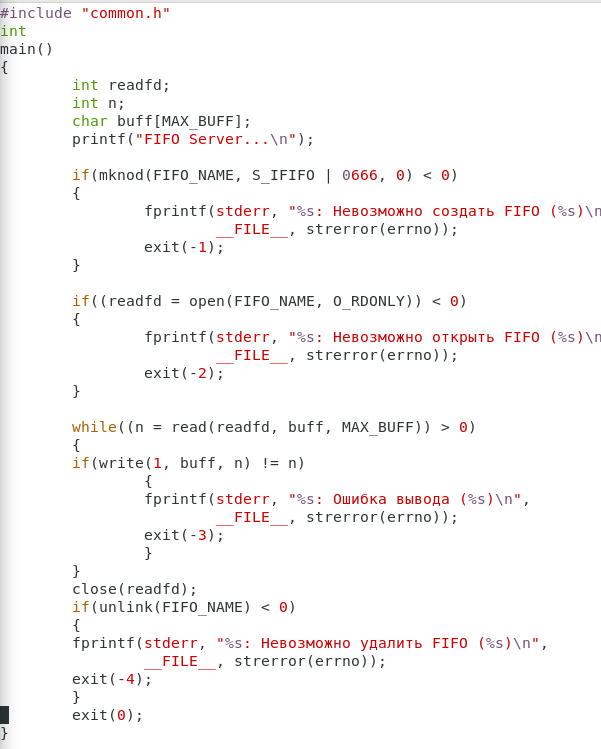 #include "common.h"
int
main()
{
        int readfd;
        int n;
        char buff[MAX_BUFF];
        printf("FIFO Server...\n");

        if(mknod(FIFO_NAME, S_IFIFO | 0666, 0) < 0)
        {
                fprintf(stderr, "%s: Невозможно создать FIFO (%s)\n
                        __FILE__, strerror(errno));
                exit(-1);
        }

        if((readfd = open(FIFO_NAME, O_RDONLY)) < 0)
        {
                fprintf(stderr, "%s: Невозможно открыть FIFO (%s)\n
                        __FILE__, strerror(errno));
                exit(-2);
        }

        while((n = read(readfd, buff, MAX_BUFF)) > 0)
        {
        if(write(1, buff, n) != n)
                {
                fprintf(stderr, "%s: Ошибка вывода (%s)\n",
                        __FILE__, strerror(errno));
                exit(-3);
                }
        }
        close(readfd);
        if(unlink(FIFO_NAME) < 0)
        {
        fprintf(stderr, "%s: Невозможно удалить FIFO (%s)\n",
                __FILE__, strerror(errno));
        exit(-4);
        }
        exit(0);
}